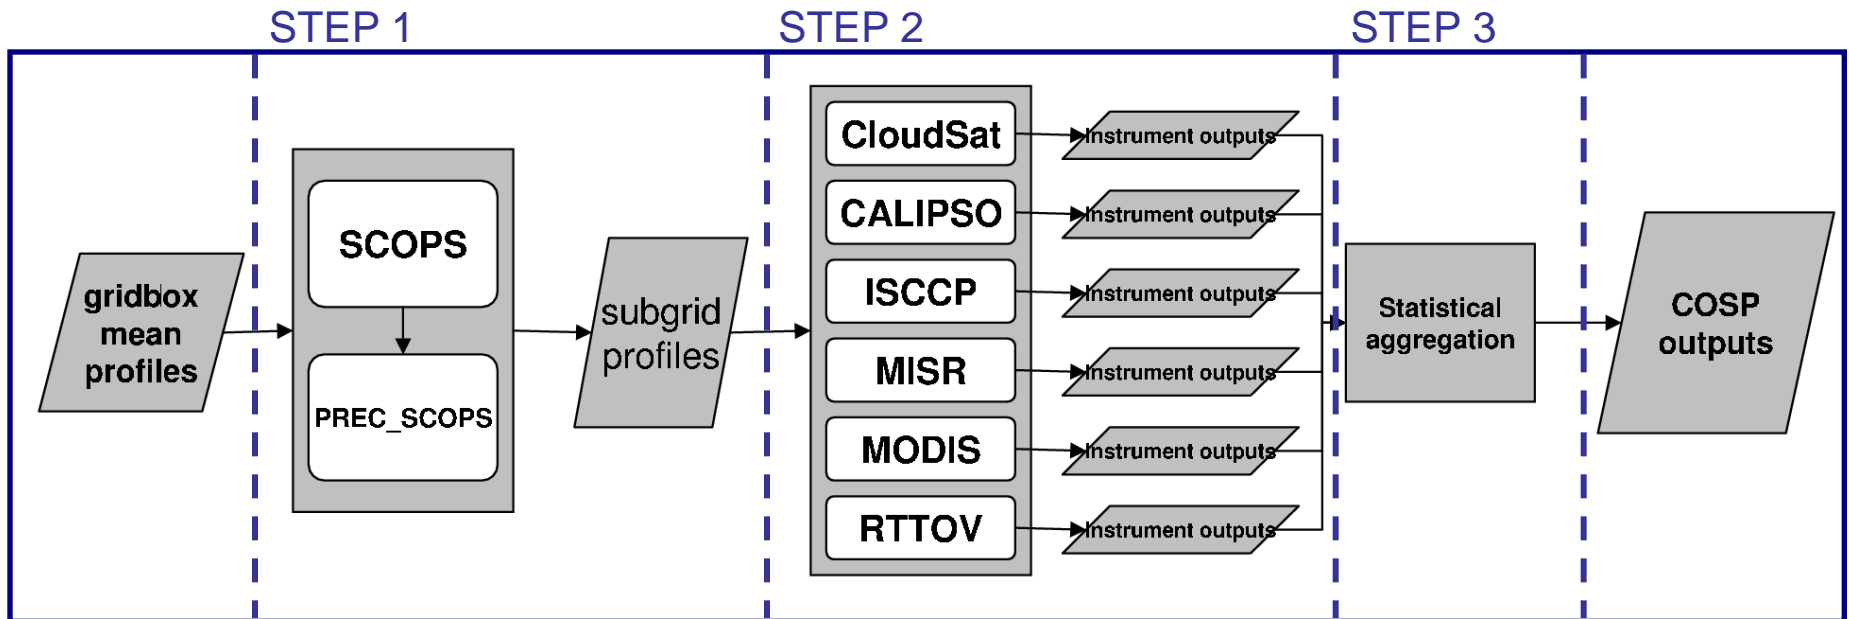 STEP 1
STEP 2
STEP 3
gridbox
mean
profiles
SCOPS
PREC_SCOPS
subgrid
profiles
CloudSat
Instrument outputs
CALIPSO
Instrument outputs
ISCCP
Instrument outputs
MISR
Instrument outputs
MODIS
Instrument outputs
RTTOV
Instrument outputs
Statistical
aggregation
COSP
outputs